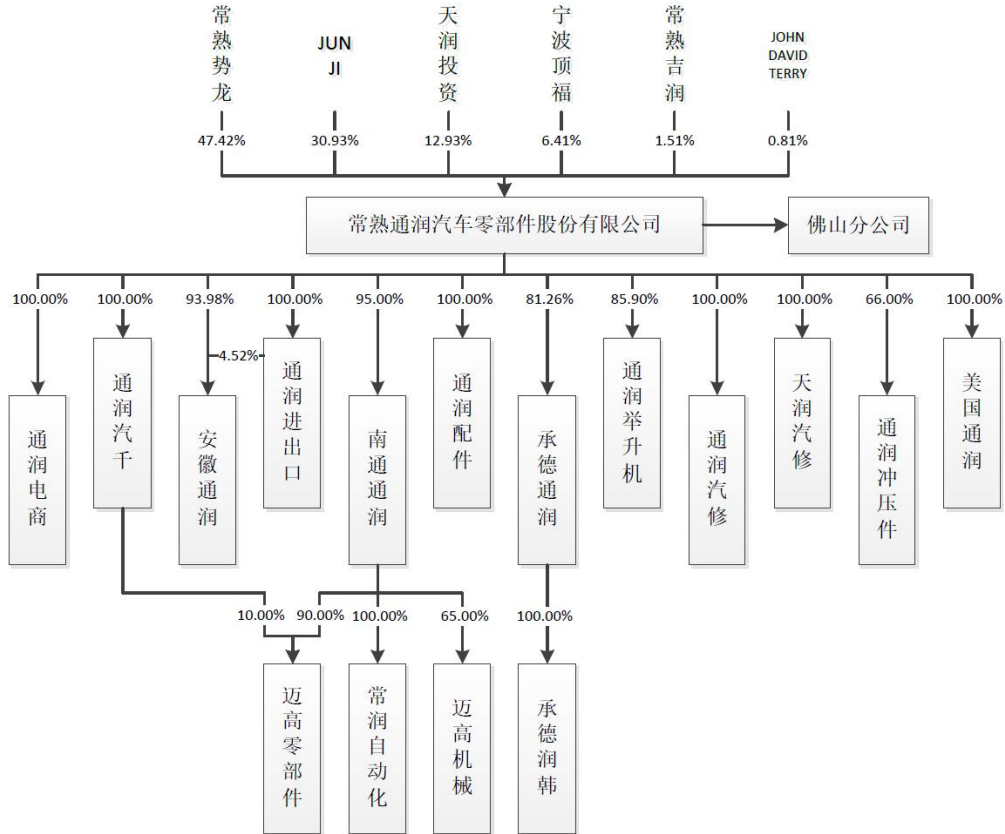 常熟势龙
JUN
JI
天润投资
宁波顶福
常熟吉润
JOHN
DAVID
TERRY
47.42%
30.93%
12.93%
6.41%
1.51%
0.81%
常熟通润汽车零部件股份有限公司
佛山分公司
100.00%
100.00%
93.98%
100.00%
95.00%
100.00%
81.26%
85.90%
100.00%
100.00%
66.00%
100.00%
4.52%
通润电商
通润汽千
安徽通润
通润进出口
南通通润
通润配件
承德通润
通润举升机
通润汽修
天润汽修
通润冲压件
美国通润
10.00%
90.00%
100.00%
65.00%
100.00%
迈高零部件
常润自动化
迈高机械
承德润韩